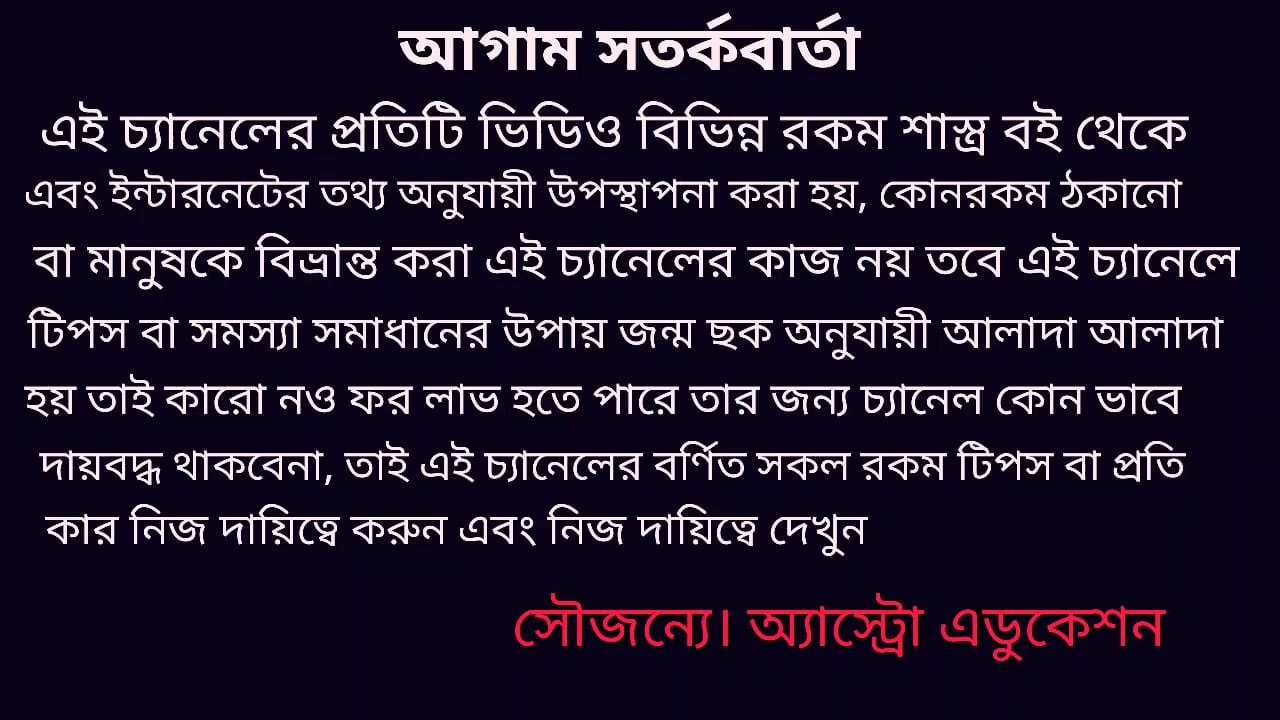 আগাম সতর্কবার্তা
এই চ্যানেলের প্রতিটি ভিডিও বিভিন্ন রকম শাস্ত্র বই থেকে
এবং ইন্টারনেটের তথ্য অনুযায়ী উপস্থাপনা করা হয়, কোনরকম ঠকানো
বা মানুষকে বিভ্রান্ত করা এই চ্যানেলের কাজ নয় তবে এই চ্যানেলে
টিপস বা সমস্যা সমাধানের উপায় জন্ম ছক অনুযায়ী আলাদা আলাদা
হয় তাই কারো নও ফর লাভ হতে পারে তার জন্য চ্যানেল কোন ভাবে
দায়বদ্ধ থাকবেনা, তাই এই চ্যানেলের বর্ণিত সকল রকম টিপস বা প্রতি
কার নিজ দায়িত্বে করুন এবং নিজ দায়িত্বে দেখুন
সৌজন্যে। অ্যাস্ট্রো এডুকেশন